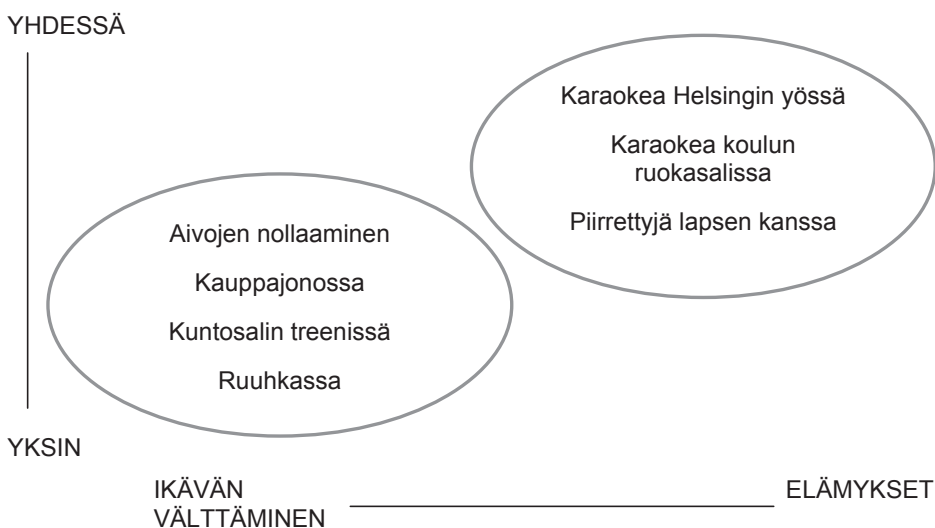 YHDESSÄ
Karaokea Helsingin yössä
Karaokea koulun
ruokasalissa
Piirrettyjä lapsen kanssa
Aivojen nollaaminen
Kauppajonossa
Kuntosalin treenissä
Ruuhkassa
YKSIN
IKÄVÄN
VÄLTTÄMINEN
ELÄMYKSET